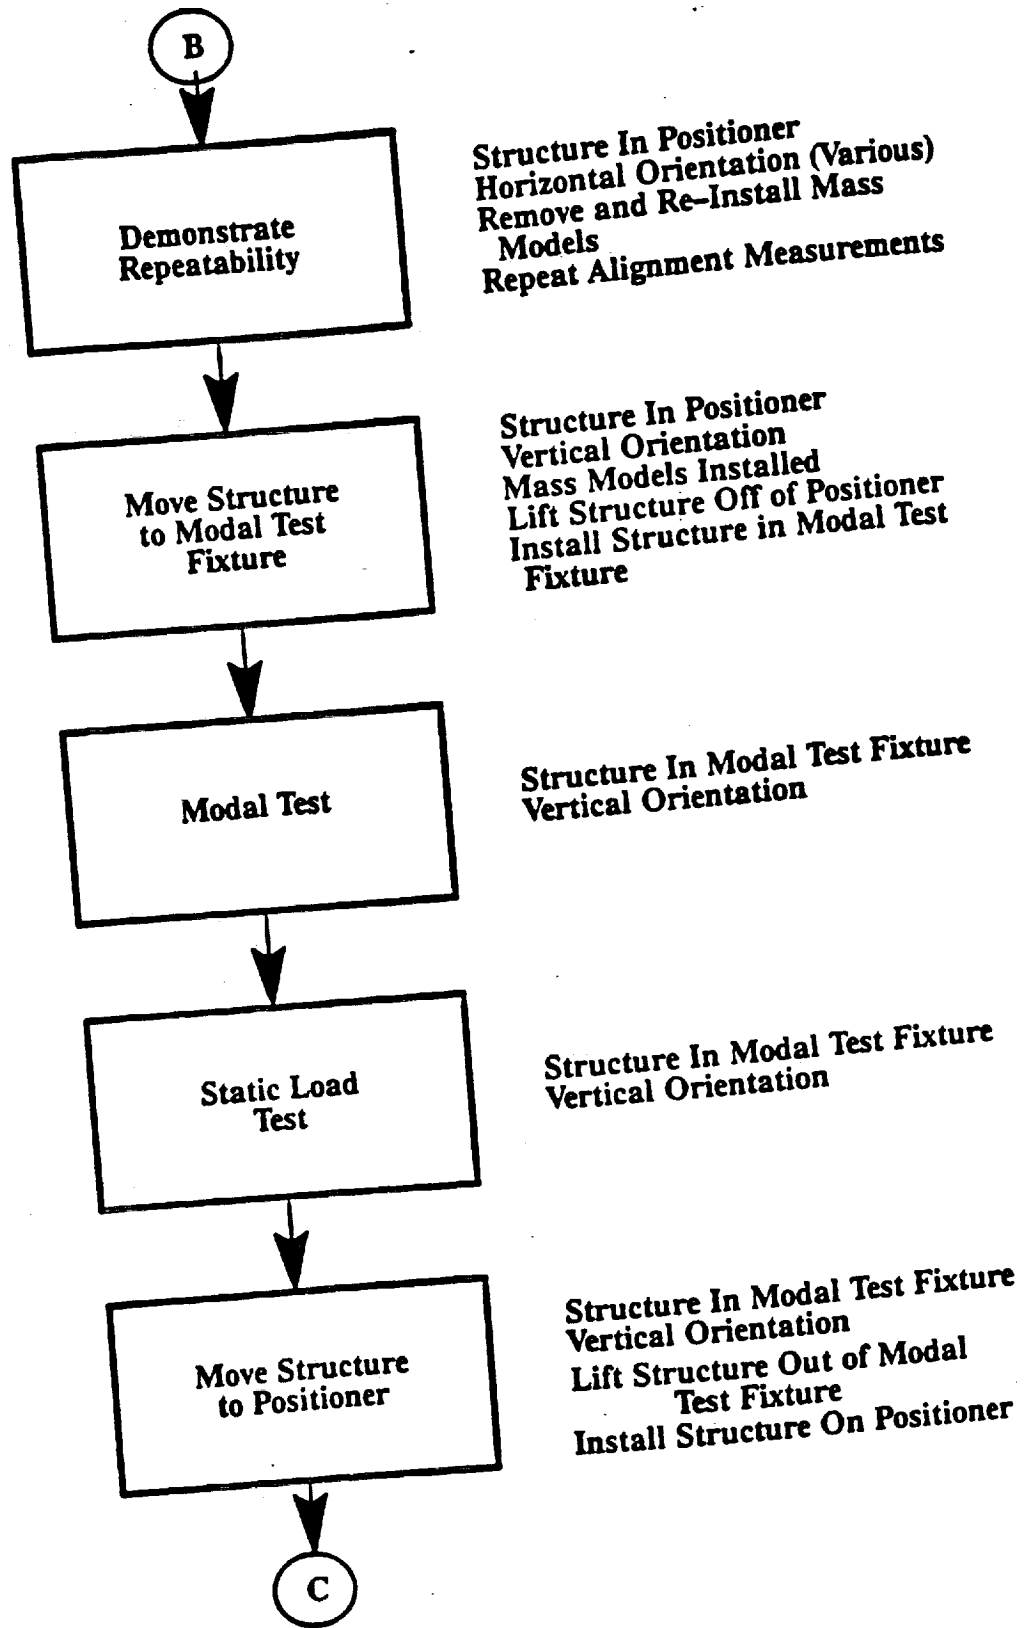 B
Demonstrate
Repeatability
Structure In Positioner
Horizontal Orientation (Various)
Remove and Re–Install Mass
Models
Repeat Alignment Measurements
Move Structure
to Modal Test
Fixture
Structure In Positioner
Vertical Orientation
Mass Models Installed
Lift Structure Off of Positioner
Install Structure in Modal Test
Fixture
Modal Test
Structure In Modal Test Fixture
Vertical Orientation
Static Load
Test
Structure In Modal Test Fixture
Vertical Orientation
Move Structure
to Positioner
Structure In Modal Test Fixture
Vertical Orientation
Lift Structure Out of Modal
Test Fixture
Install Structure On Positioner
C